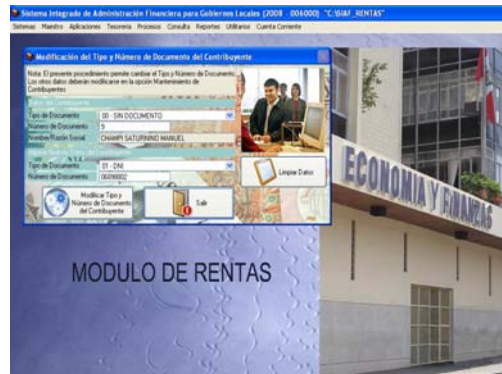 Sistema Integrado de Administración Financiera para Gobiernos Locales (2008 - 006000) "C:\SIAF_RENTAS"
Sistemas Maestro Aplicaciones Tesorería Procesos Consulta Reportes Utilitarios Cuenta Corriente
Modificación del Tipo y Número de Documento del Contribuyente
Nota: El presente procedimiento permite cambiar el Tipo y Número de Documento.
Los otros datos deberán modificarse en la opción Mantenimiento de
Contribuyentes
Tipo de Documento 00 - SIN DOCUMENTO
Número de Documento 9
Nombre/Razón Social CHAMPI SATURNINO MANUEL
Tipo de Documento 01 - DNI
Número de Documento
Limpiar Datos
Modificar Tipo y
Número de Documento
del Contribuyente
Salir
ECONOMIA Y FINANZAS
MODULO DE RENTAS